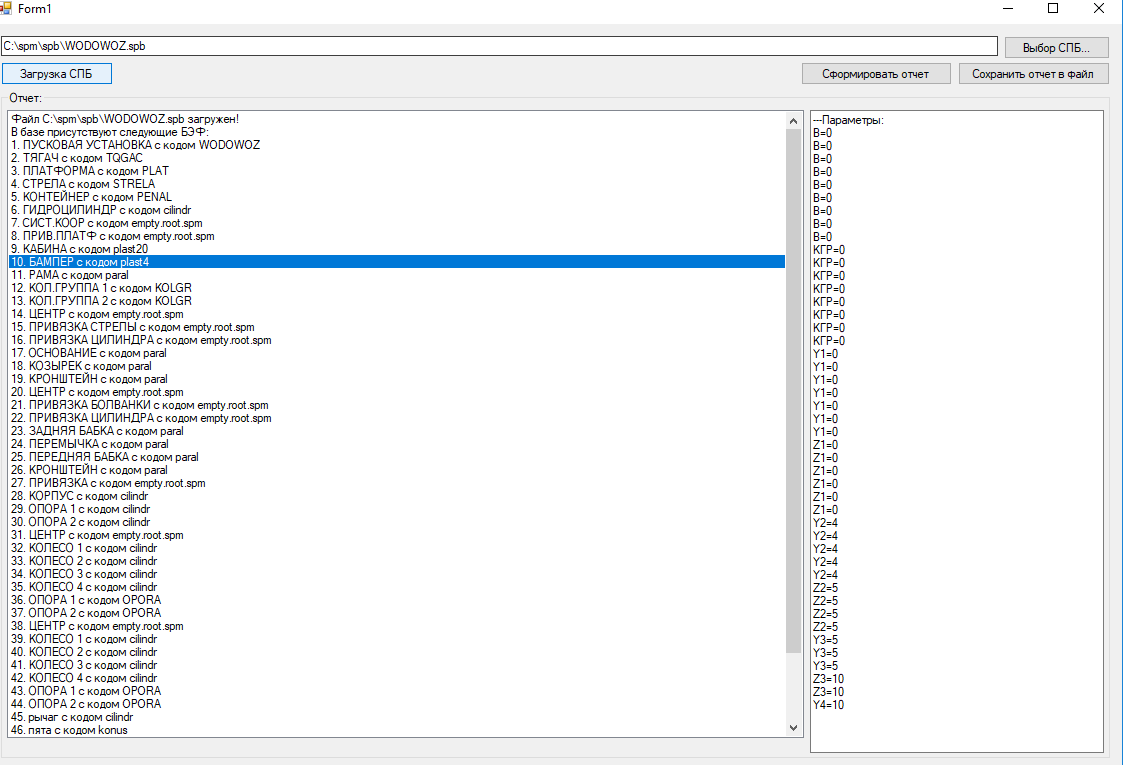 Form1
C:\spm\spb\WODOWOZ.spb
Выбор СПБ...
Загрузка СПБ
Сформировать отчет
Сохранить отчет в файл
Отчет:
Файл C:\spm\spb\WODOWOZ.spb загружен!
В базе присутствуют следующие БЭФ:
1. ПУСКОВАЯ УСТАНОВКА с кодом WODOWOZ
2. ТЯГАЧ с кодом TQGAC
3. ПЛАТФОРМА с кодом PLAT
4. СТРЕЛА с кодом STRELA
5. КОНТЕЙНЕР с кодом PENAL
6. ГИДРОЦИЛИНДР с кодом cilindr
7. СИСТ.КООР с кодом empty.root.spm
8. ПРИВ.ПЛАТФ с кодом empty.root.spm
9. КАБИНА с кодом plast20
10. БАМПЕР с кодом plast4
11. РАМА с кодом paral
12. КОЛ.ГРУППА 1 с кодом KOLGR
13. КОЛ.ГРУППА 2 с кодом KOLGR
14. ЦЕНТР с кодом empty.root.spm
15. ПРИВЯЗКА СТРЕЛЫ с кодом empty.root.spm
16. ПРИВЯЗКА ЦИЛИНДРА с кодом empty.root.spm
17. ОСНОВАНИЕ с кодом paral
18. КОЗЫРЕК с кодом paral
19. КРОНШТЕЙН с кодом paral
20. ЦЕНТР с кодом empty.root.spm
21. ПРИВЯЗКА БОЛВАНКИ с кодом empty.root.spm
22. ПРИВЯЗКА ЦИЛИНДРА с кодом empty.root.spm
23. ЗАДНЯЯ БАБКА с кодом paral
24. ПЕРЕМЫЧКА с кодом paral
25. ПЕРЕДНЯЯ БАБКА с кодом paral
26. КРОНШТЕЙН с кодом paral
27. ПРИВЯЗКА с кодом empty.root.spm
28. КОРПУС с кодом cilindr
29. ОПОРА 1 с кодом cilindr
30. ОПОРА 2 с кодом cilindr
31. ЦЕНТР с кодом empty.root.spm
32. КОЛЕСО 1 с кодом cilindr
33. КОЛЕСО 2 с кодом cilindr
34. КОЛЕСО 3 с кодом cilindr
35. КОЛЕСО 4 с кодом cilindr
36. ОПОРА 1 с кодом OPORA
37. ОПОРА 2 с кодом OPORA
38. ЦЕНТР с кодом empty.root.spm
39. КОЛЕСО 1 с кодом cilindr
40. КОЛЕСО 2 с кодом cilindr
41. КОЛЕСО 3 с кодом cilindr
42. КОЛЕСО 4 с кодом cilindr
43. ОПОРА 1 с кодом OPORA
44. ОПОРА 2 с кодом OPORA
45. рычаг с кодом cilindr
46. пята с кодом konus
---Параметры:
B=0
B=0
B=0
B=0
B=0
B=0
B=0
B=0
B=0
КГР=0
КГР=0
КГР=0
КГР=0
КГР=0
КГР=0
КГР=0
КГР=0
Y1=0
Y1=0
Y1=0
Y1=0
Y1=0
Y1=0
Y1=0
Z1=0
Z1=0
Z1=0
Z1=0
Z1=0
Z1=0
Y2=4
Y2=4
Y2=4
Y2=4
Y2=4
Z2=5
Z2=5
Z2=5
Z2=5
Y3=5
Y3=5
Y3=5
Z3=10
Z3=10
Y4=10